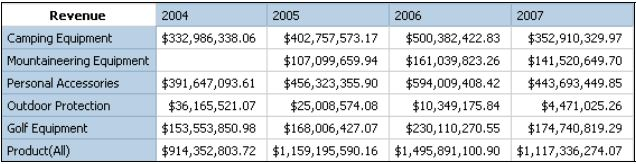 Revenue 2004 2005 2006 2007
Camping Equipment $332,986,338.06 $402,757,573.17 $500,382,422.83 $352,910,329.97
Mountaineering Equipment $107,099,659.94 $161,039,823.26 $141,520,649.70
Personal Accessories $391,647,093.61 $456,323,355.90 $594,009,408.42 $443,693,449.85
Outdoor Protection $36,165,521.07 $25,008,574.08 $10,349,175.84 $4,471,025.26
Golf Equipment $153,553,850.98 $168,006,427.07 $230,110,270.55 $174,740,819.29
Product(All) $914,352,803.72 $1,159,195,590.16 $1,495,891,100.90 $1,117,336,274.07